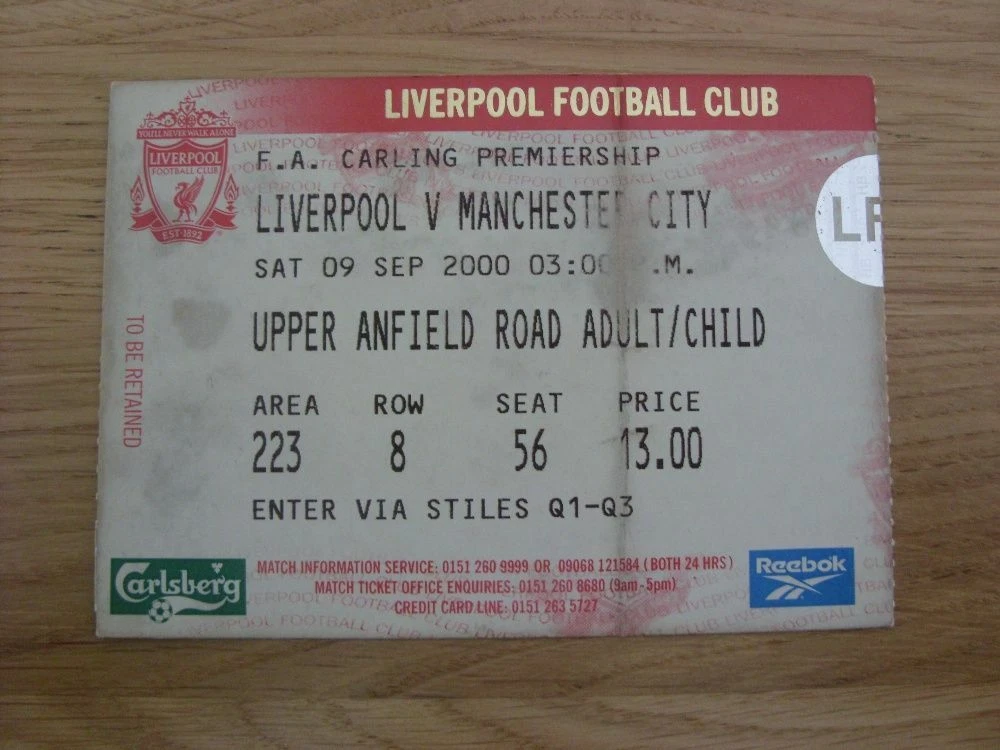 LIVERPOOL FOOTBALL CLUB
YOU'LL NEVER WALK ALONE
LIVERPOOL
FOOTBALL CLUB
EST·1892
F.A. CARLING PREMIERSHIP
LIVERPOOL V MANCHESTER CITY
SAT 09 SEP 2000 03:00 P.M.
UPPER ANFIELD ROAD ADULT/CHILD
AREA ROW SEAT PRICE
223 8 56 13.00
ENTER VIA STILES Q1-Q3
TO BE RETAINED
Carlsberg
MATCH INFORMATION SERVICE: 0151 260 9999 OR 09068 121584 (BOTH 24 HRS)
MATCH TICKET OFFICE ENQUIRIES: 0151 260 8680 (9am-5pm)
CREDIT CARD LINE: 0151 263 5727
Reebok